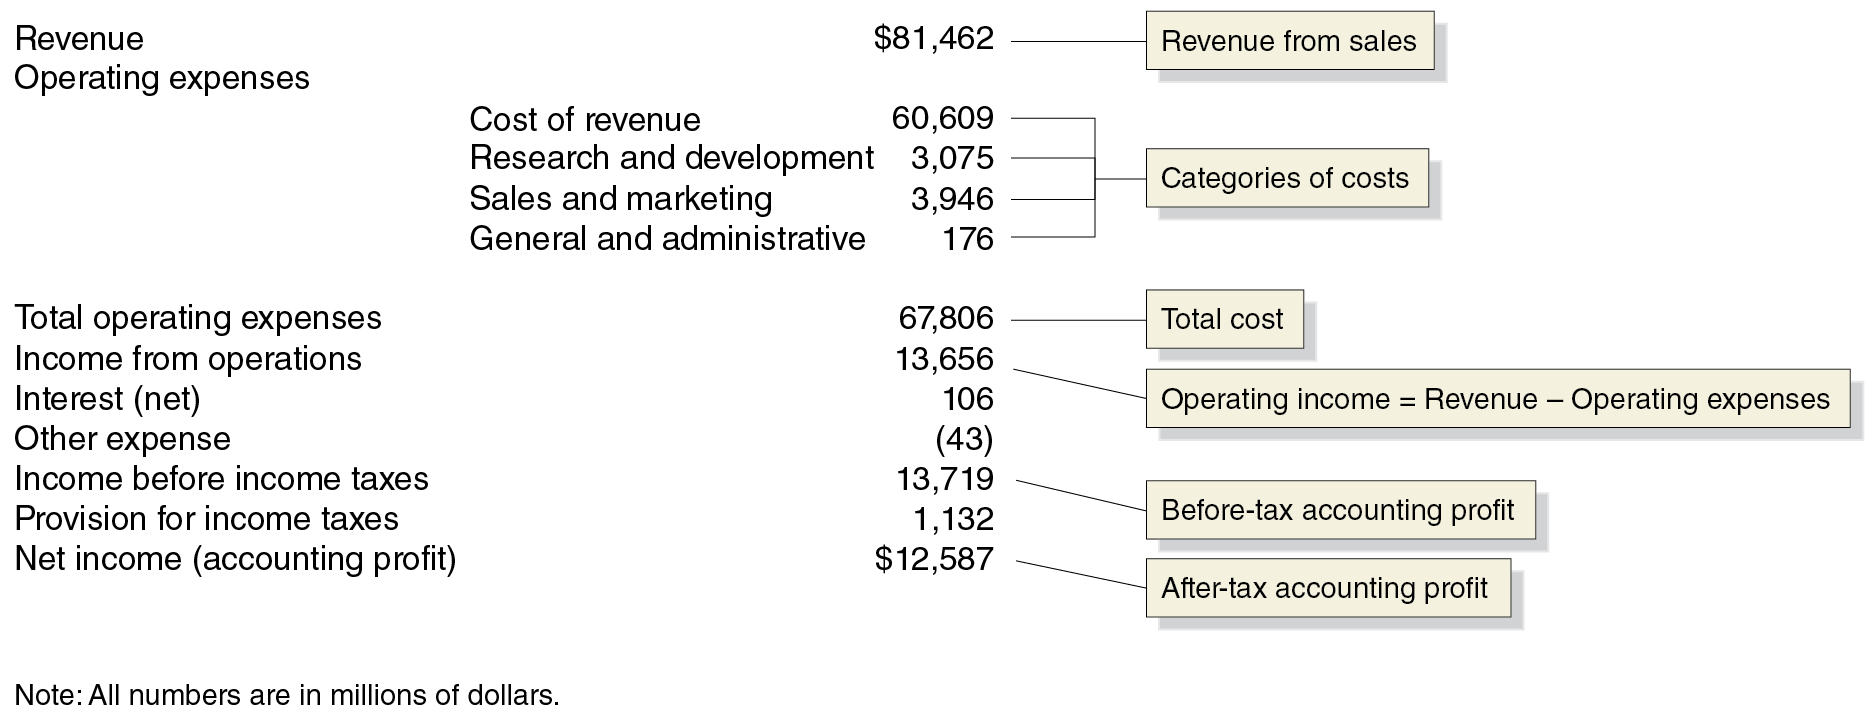 Revenue $81,462 Revenue from sales
Operating expenses
Cost of revenue 60,609
Research and development 3,075
Categories of costs
Sales and marketing 3,946
General and administrative 176
Total operating expenses 67,806 Total cost
Income from operations 13,656
Interest (net) 106 Operating income = Revenue – Operating expenses
Other expense (43)
Income before income taxes 13,719
Before-tax accounting profit
Provision for income taxes 1,132
Net income (accounting profit) $12,587
After-tax accounting profit
Note: All numbers are in millions of dollars.